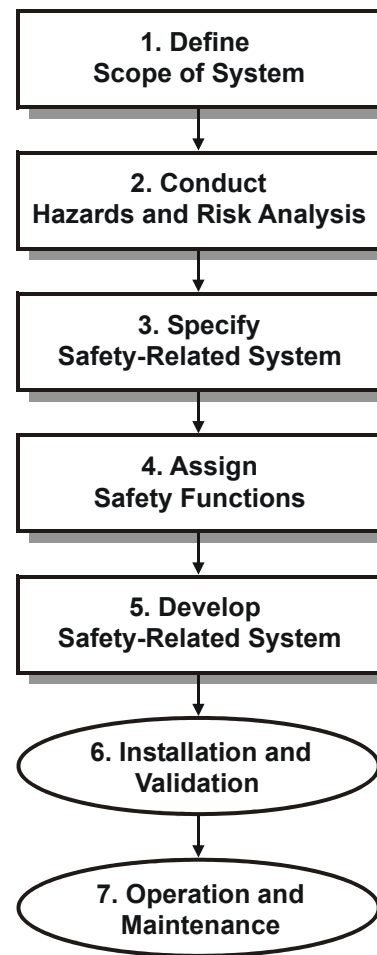 1. Define
Scope of System
2. Conduct
Hazards and Risk Analysis
3. Specify
Safety-Related System
4. Assign
Safety Functions
5. Develop
Safety-Related System
6. Installation and
Validation
7. Operation and
Maintenance